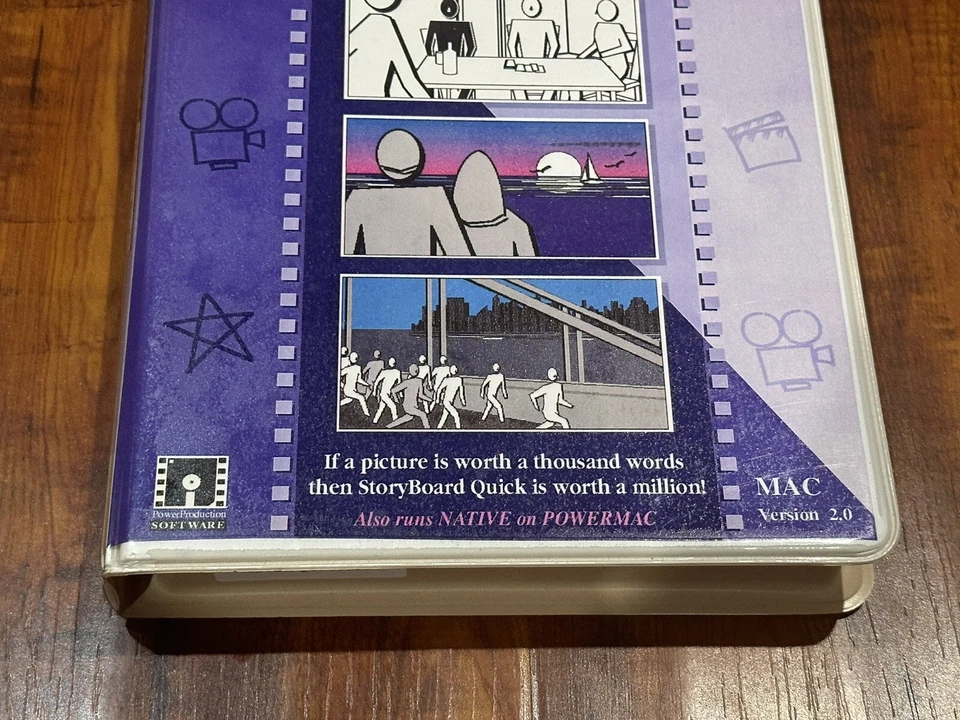 If a picture is worth a thousand words
then StoryBoard Quick is worth a million!
Also runs NATIVE on POWERMAC
PowerProduction
SOFTWARE
MAC
Version 2.0